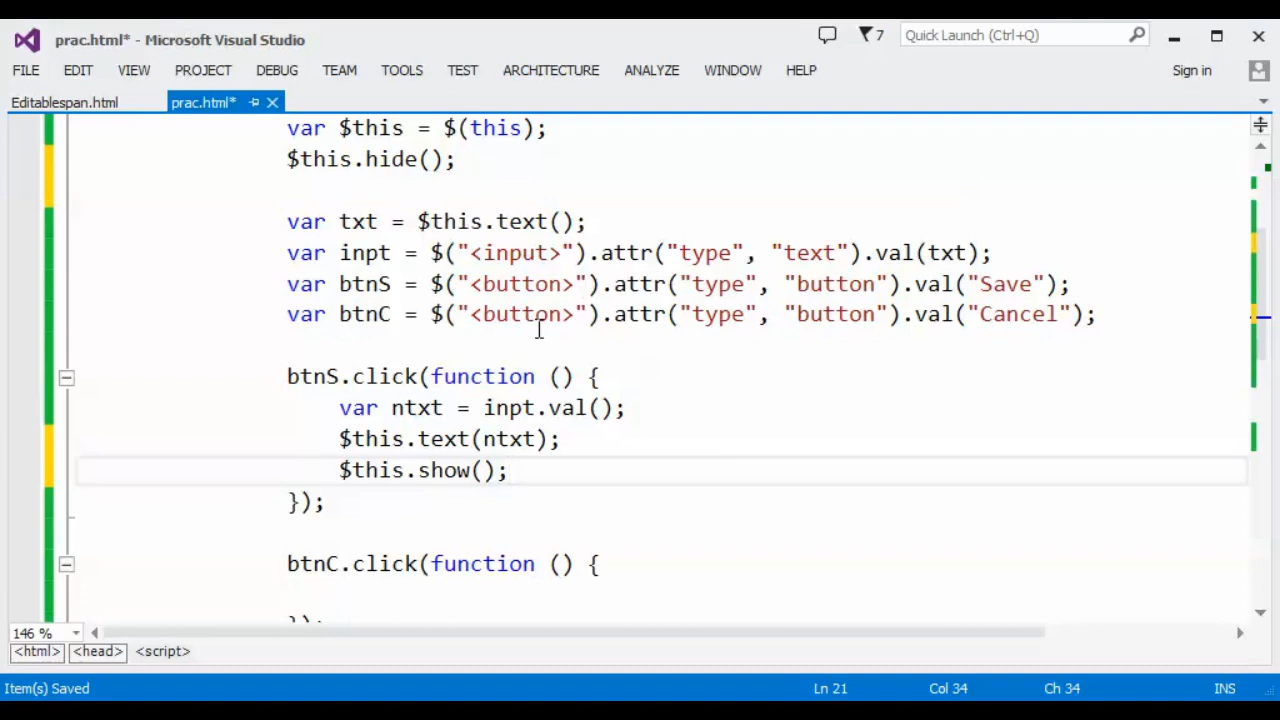 prac.html* - Microsoft Visual Studio
7
Quick Launch (Ctrl+Q)
FILE EDIT VIEW PROJECT DEBUG TEAM TOOLS TEST ARCHITECTURE ANALYZE WINDOW HELP Sign in
Editablespan.html prac.html*
var $this = $(this);
$this.hide();
var txt = $this.text();
var inpt = $("<input>").attr("type", "text").val(txt);
var btnS = $("<button>").attr("type", "button").val("Save");
var btnC = $("<button>").attr("type", "button").val("Cancel");
btnS.click(function () {
var ntxt = inpt.val();
$this.text(ntxt);
$this.show();
});
btnC.click(function () {
});
146 %
<html> <head> <script>
Item(s) Saved Ln 21 Col 34 Ch 34 INS